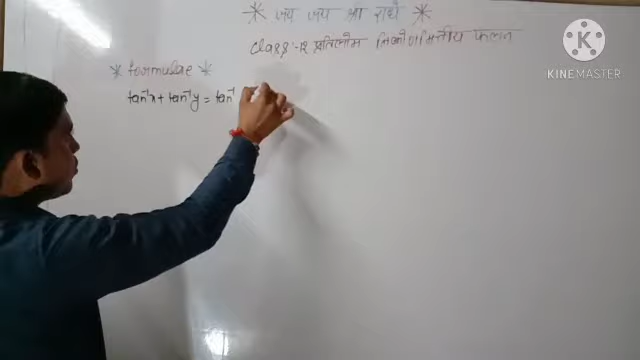 * जय जय श्री राधे *
Class-12 प्रतिलोम त्रिकोणमितीय फलन
* formulae *
tan⁻¹x + tan⁻¹y = tan⁻¹
KINEMASTER